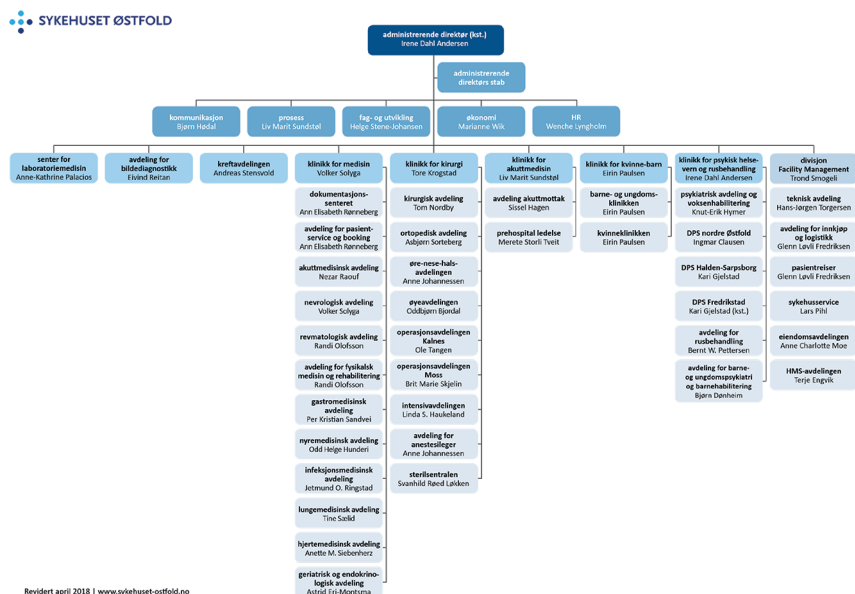 SYKEHUSET ØSTFOLD
administrerende direktør (kst.)
Irene Dahl Andersen
administrerende
direktørs stab
kommunikasjon
Bjørn Hødal
prosess
Liv Marit Sundstøl
fag- og utvikling
Helge Stene-Johansen
økonomi
Marianne Wik
HR
Wenche Lyngholm
senter for
laboratoriemedisin
Anne-Kathrine Palacios
avdeling for
bildediagnostikk
Eivind Reitan
kreftavdelingen
Andreas Stensvold
klinikk for medisin
Volker Solyga
dokumentasjons-
senteret
Ann Elisabeth Rønneberg
avdeling for pasient-
service og booking
Ann Elisabeth Rønneberg
akuttmedisinsk avdeling
Nezar Raouf
nevrologisk avdeling
Volker Solyga
revmatologisk avdeling
Randi Olofsson
avdeling for fysikalsk
medisin og rehabilitering
Randi Olofsson
gastromedisinsk
avdeling
Per Kristian Sandvei
nyremedisinsk avdeling
Odd Helge Hunderi
infeksjonsmedisinsk
avdeling
Jetmund O. Ringstad
lungemedisinsk avdeling
Tine Sælid
hjertemedisinsk avdeling
Anette M. Siebenherz
geriatrisk og endokrino-
logisk avdeling
Astrid Eri-Montsma
klinikk for kirurgi
Tore Krogstad
kirurgisk avdeling
Tom Nordby
ortopedisk avdeling
Asbjørn Sorteberg
øre-nese-hals-
avdelingen
Anne Johannessen
øyeavdelingen
Oddbjørn Bjordal
operasjonsavdelingen
Kalnes
Ole Tangen
operasjonsavdelingen
Moss
Brit Marie Skjelin
intensivavdelingen
Linda S. Haukeland
avdeling for
anestesileger
Anne Johannessen
sterilsentralen
Svanhild Røed Løkken
klinikk for
akuttmedisin
Liv Marit Sundstøl
avdeling akuttmottak
Sissel Hagen
prehospital ledelse
Merete Storli Tveit
klinikk for kvinne-barn
Eirin Paulsen
barne- og ungdoms-
klinikken
Eirin Paulsen
kvinneklinikken
Eirin Paulsen
klinikk for psykisk helse-
vern og rusbehandling
Irene Dahl Andersen
psykiatrisk avdeling og
voksenhabilitering
Knut-Erik Hymer
DPS nordre Østfold
Ingmar Clausen
DPS Halden-Sarpsborg
Kari Gjelstad
DPS Fredrikstad
Kari Gjelstad (kst.)
avdeling for
rusbehandling
Bernt W. Pettersen
avdeling for barne-
og ungdomspsykiatri
og barnehabilitering
Bjørn Dønheim
divisjon
Facility Management
Trond Smogeli
teknisk avdeling
Hans-Jørgen Torgersen
avdeling for innkjøp
og logistikk
Glenn Løvli Fredriksen
pasientreiser
Glenn Løvli Fredriksen
sykehusservice
Lars Pihl
eiendomsavdelingen
Anne Charlotte Moe
HMS-avdelingen
Terje Engvik
Revidert april 2018 | www.sykehuset-ostfold.no